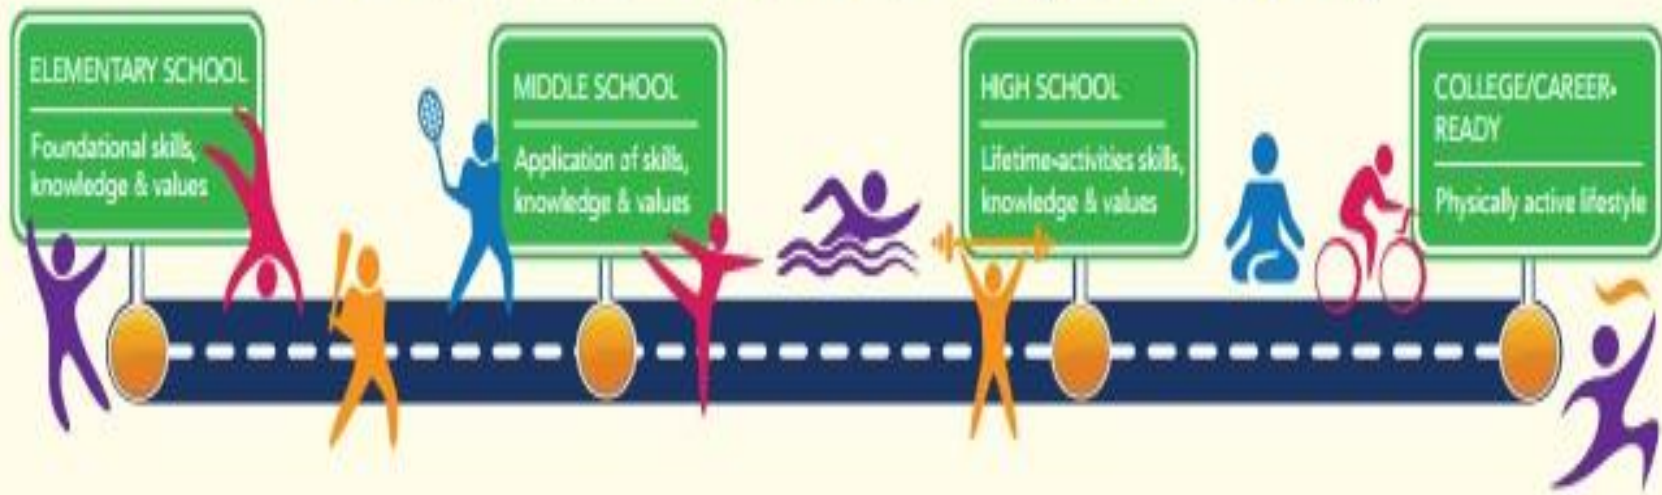 ELEMENTARY SCHOOL
Foundational skills,
knowledge & values
MIDDLE SCHOOL
Application of skills,
knowledge & values
HIGH SCHOOL
Lifetime-activities skills,
knowledge & values
COLLEGE/CAREER-
READY
Physically active lifestyle